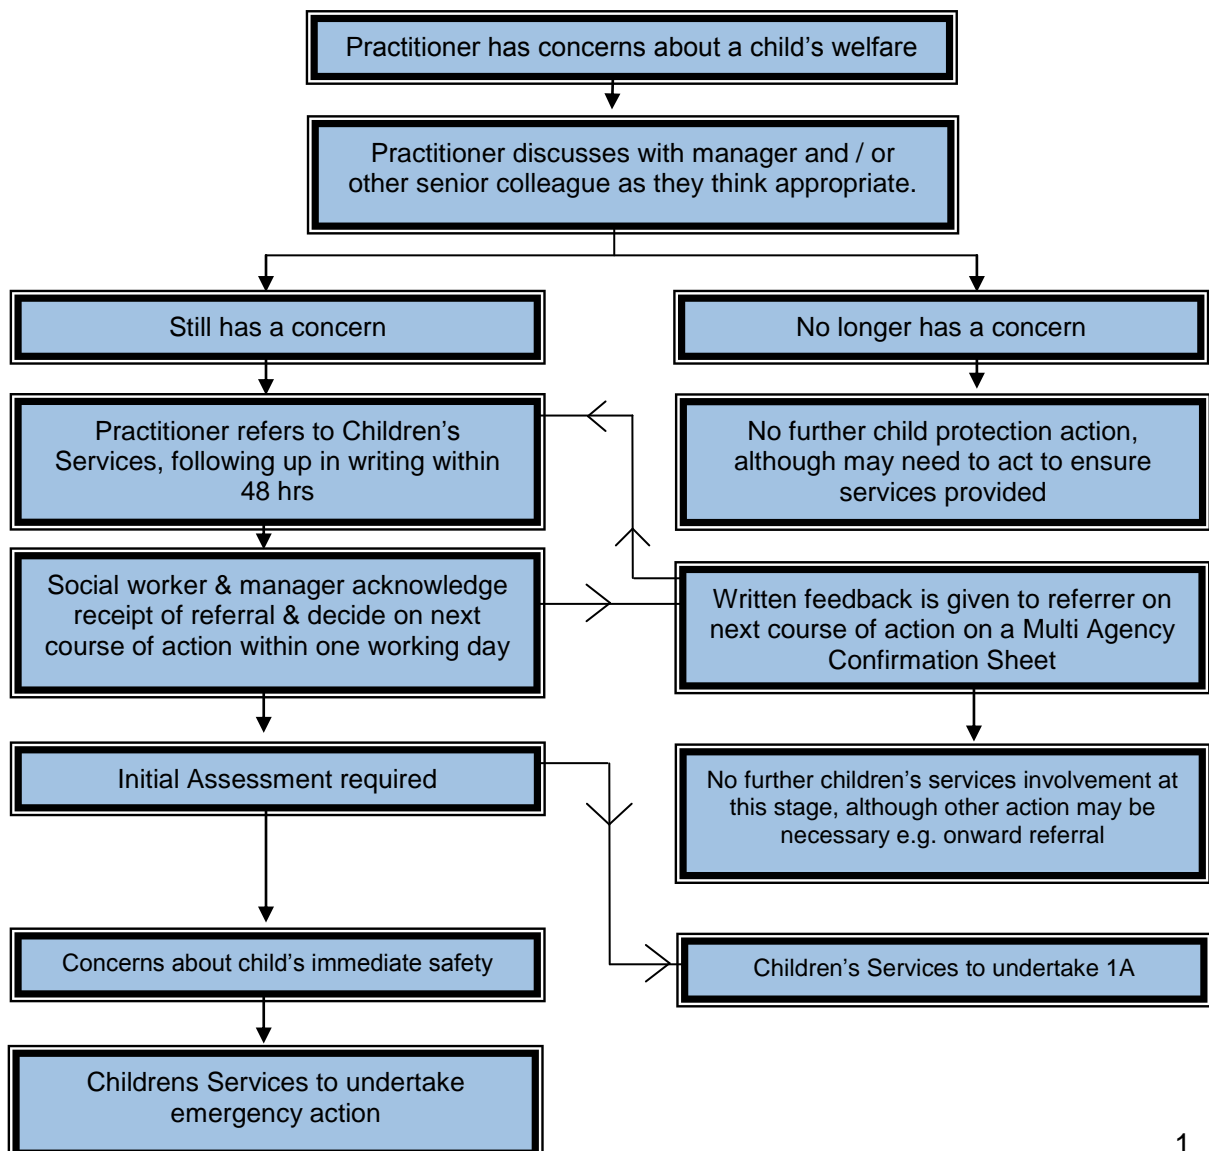 Practitioner has concerns about a child’s welfare
Practitioner discusses with manager and / or
other senior colleague as they think appropriate.
Still has a concern
No longer has a concern
Practitioner refers to Children’s
Services, following up in writing within
48 hrs
No further child protection action,
although may need to act to ensure
services provided
Social worker & manager acknowledge
receipt of referral & decide on next
course of action within one working day
Written feedback is given to referrer on
next course of action on a Multi Agency
Confirmation Sheet
Initial Assessment required
No further children’s services involvement at
this stage, although other action may be
necessary e.g. onward referral
Concerns about child’s immediate safety
Children’s Services to undertake 1A
Childrens Services to undertake
emergency action
1